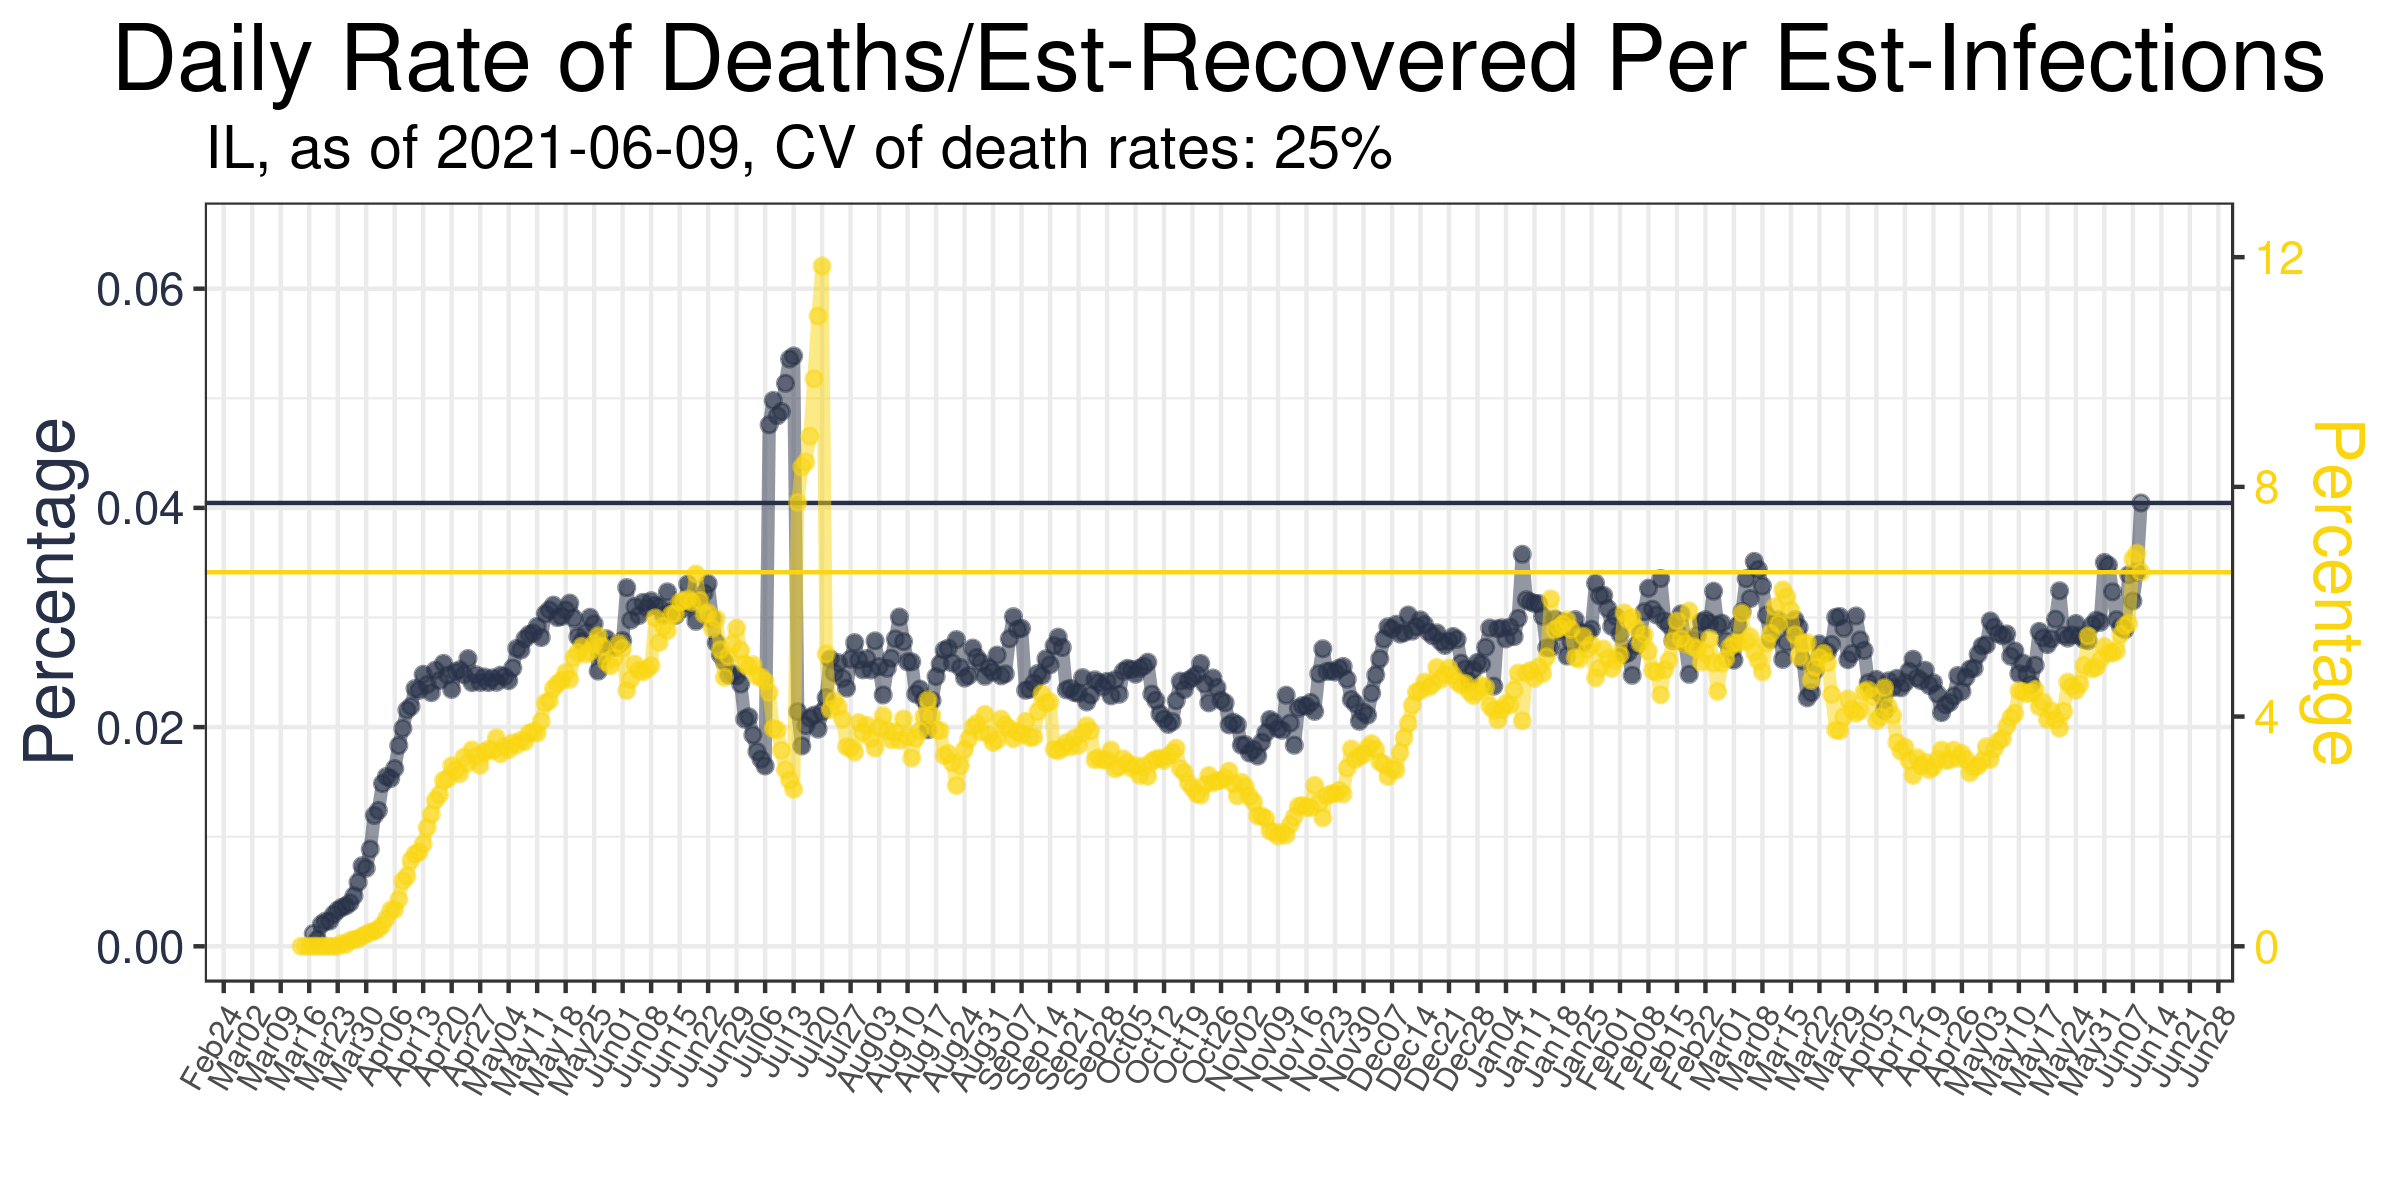 Daily Rate of Deaths/Est-Recovered Per Est-Infections
IL, as of 2021-06-09, CV of death rates: 25%
Percentage
0.06
0.04
0.02
0.00
12
8
4
0
Percentage
Feb24
Mar02
Mar09
Mar16
Mar23
Mar30
Apr06
Apr13
Apr20
Apr27
May04
May11
May18
May25
Jun01
Jun08
Jun15
Jun22
Jun29
Jul06
Jul13
Jul20
Jul27
Aug03
Aug10
Aug17
Aug24
Aug31
Sep07
Sep14
Sep21
Sep28
Oct05
Oct12
Oct19
Oct26
Nov02
Nov09
Nov16
Nov23
Nov30
Dec07
Dec14
Dec21
Dec28
Jan04
Jan11
Jan18
Jan25
Feb01
Feb08
Feb15
Feb22
Mar01
Mar08
Mar15
Mar22
Mar29
Apr05
Apr12
Apr19
Apr26
May03
May10
May17
May24
May31
Jun07
Jun14
Jun21
Jun28